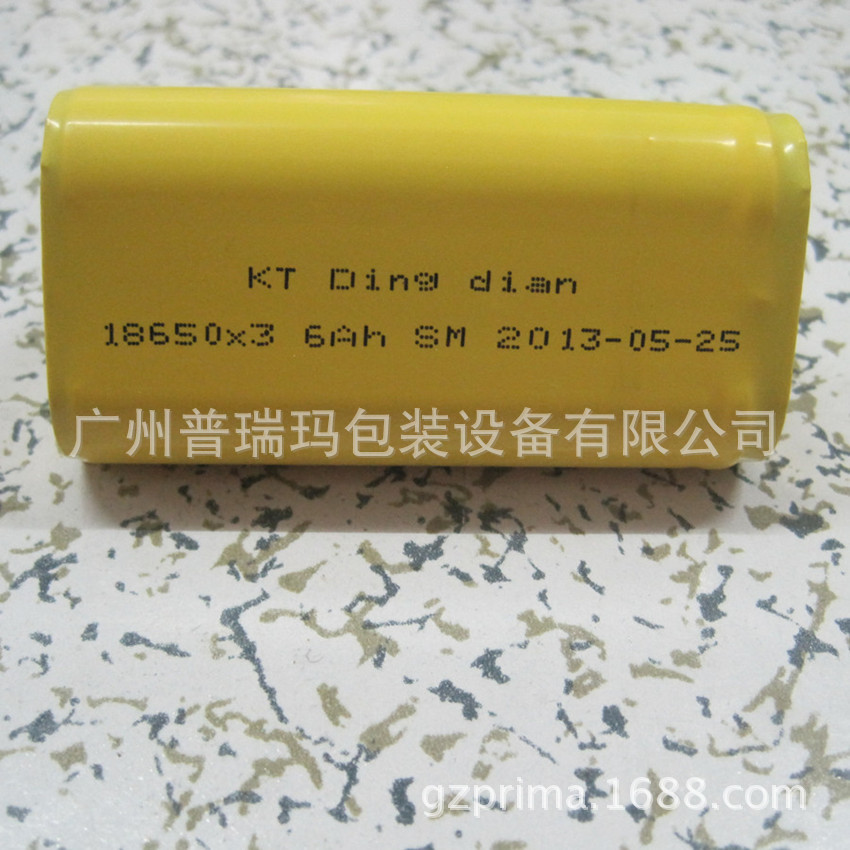 KT Ding dian
18650x3 6Ah SM 2013-05-25
广州普瑞玛包装设备有限公司
gzprima.1688.com